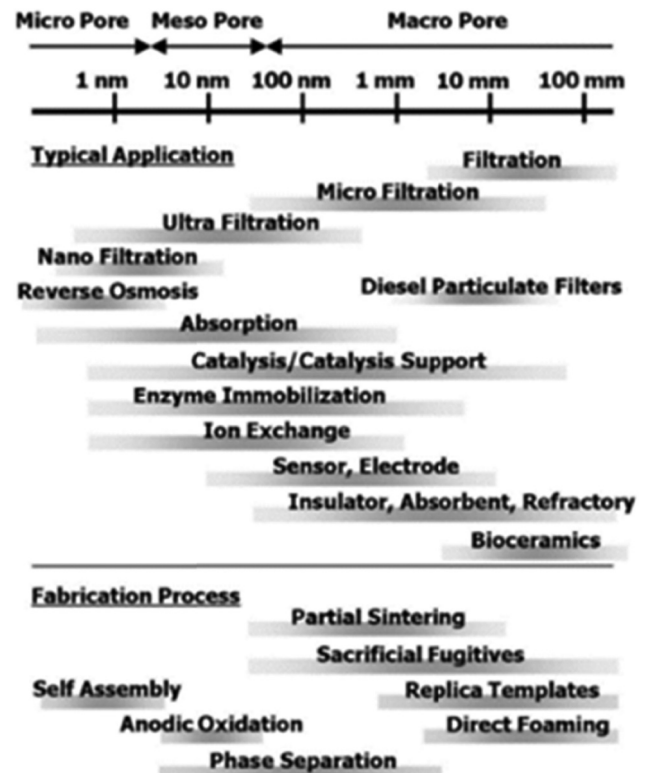 Micro Pore Meso Pore Macro Pore
1 nm 10 nm 100 nm 1 mm 10 mm 100 mm
Typical Application
Filtration
Micro Filtration
Ultra Filtration
Nano Filtration
Reverse Osmosis
Diesel Particulate Filters
Absorption
Catalysis/Catalysis Support
Enzyme Immobilization
Ion Exchange
Sensor, Electrode
Insulator, Absorbent, Refractory
Bioceramics
Fabrication Process
Partial Sintering
Sacrificial Fugitives
Self Assembly
Replica Templates
Anodic Oxidation
Direct Foaming
Phase Separation